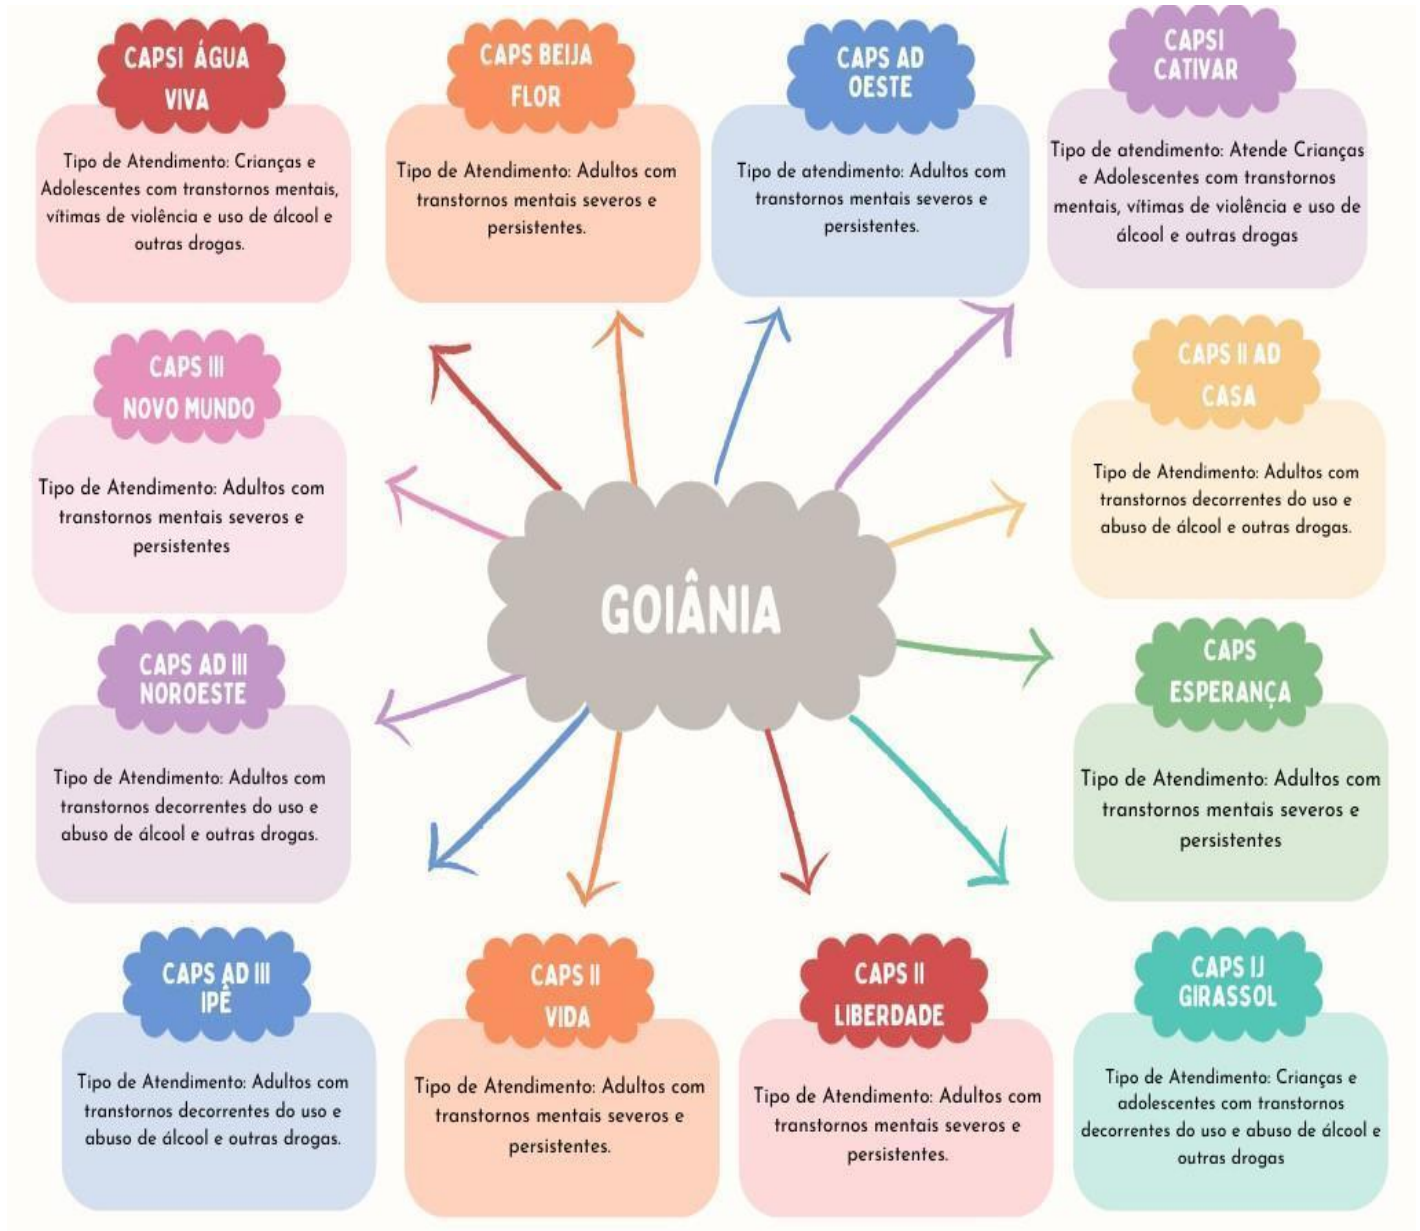 CAPSI ÁGUA
VIVA
Tipo de Atendimento: Crianças e
Adolescentes com transtornos mentais,
vítimas de violência e uso de álcool e
outras drogas.
CAPS BEIJA
FLOR
Tipo de Atendimento: Adultos com
transtornos mentais severos e
persistentes.
CAPS AD
OESTE
Tipo de atendimento: Adultos com
transtornos mentais severos e
persistentes.
CAPSI
CATIVAR
Tipo de atendimento: Atende Crianças
e Adolescentes com transtornos
mentais, vítimas de violência e uso de
álcool e outras drogas
CAPS III
NOVO MUNDO
Tipo de Atendimento: Adultos com
transtornos mentais severos e
persistentes
CAPS II AD
CASA
Tipo de Atendimento: Adultos com
transtornos decorrentes do uso e
abuso de álcool e outras drogas.
GOIÂNIA
CAPS AD III
NOROESTE
Tipo de Atendimento: Adultos com
transtornos decorrentes do uso e
abuso de álcool e outras drogas.
CAPS
ESPERANÇA
Tipo de Atendimento: Adultos com
transtornos mentais severos e
persistentes
CAPS AD III
IPÊ
Tipo de Atendimento: Adultos com
transtornos decorrentes do uso e
abuso de álcool e outras drogas.
CAPS II
VIDA
Tipo de Atendimento: Adultos com
transtornos mentais severos e
persistentes.
CAPS II
LIBERDADE
Tipo de Atendimento: Adultos com
transtornos mentais severos e
persistentes.
CAPS IJ
GIRASSOL
Tipo de Atendimento: Crianças e
adolescentes com transtornos
decorrentes do uso e abuso de álcool e
outras drogas